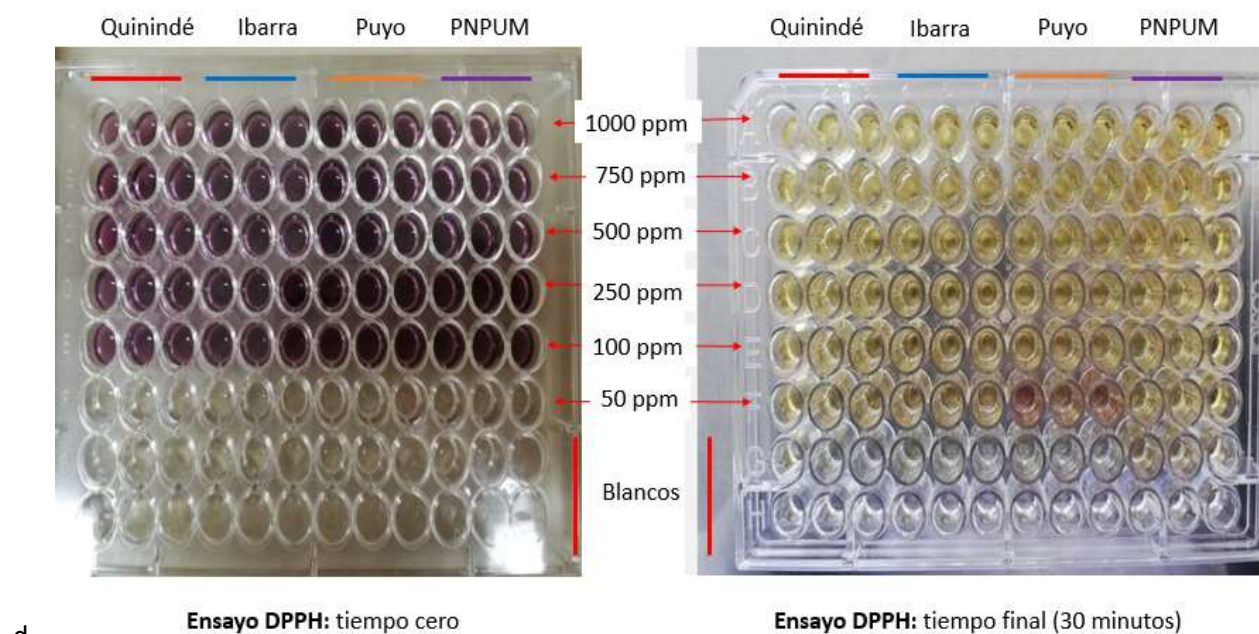 Quinindé Ibarra Puyo PNPUM
Quinindé Ibarra Puyo PNPUM
1000 ppm
750 ppm
500 ppm
250 ppm
100 ppm
50 ppm
Blancos
B
C
D
E
G
H
Ensayo DPPH: tiempo cero
Ensayo DPPH: tiempo final (30 minutos)
d